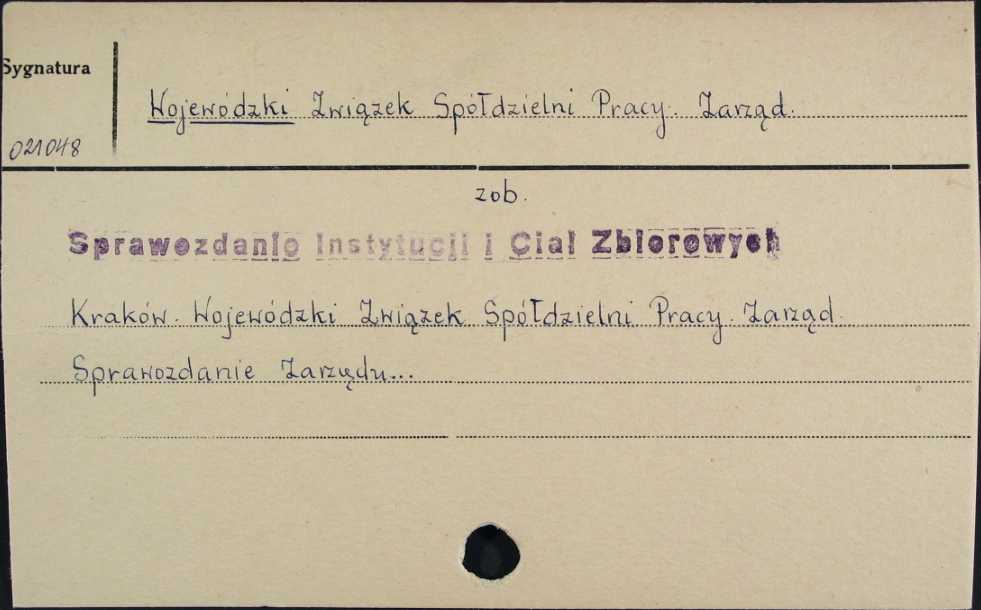 Sygnatura
Wojewódzki Związek Spółdzielni Pracy. Zarząd.
021048
zob.
Sprawozdanie Instytucji i Ciał Zbiorowych
Kraków. Wojewódzki Związek Spółdzielni Pracy. Zarząd.
Sprawozdanie Zarządu...